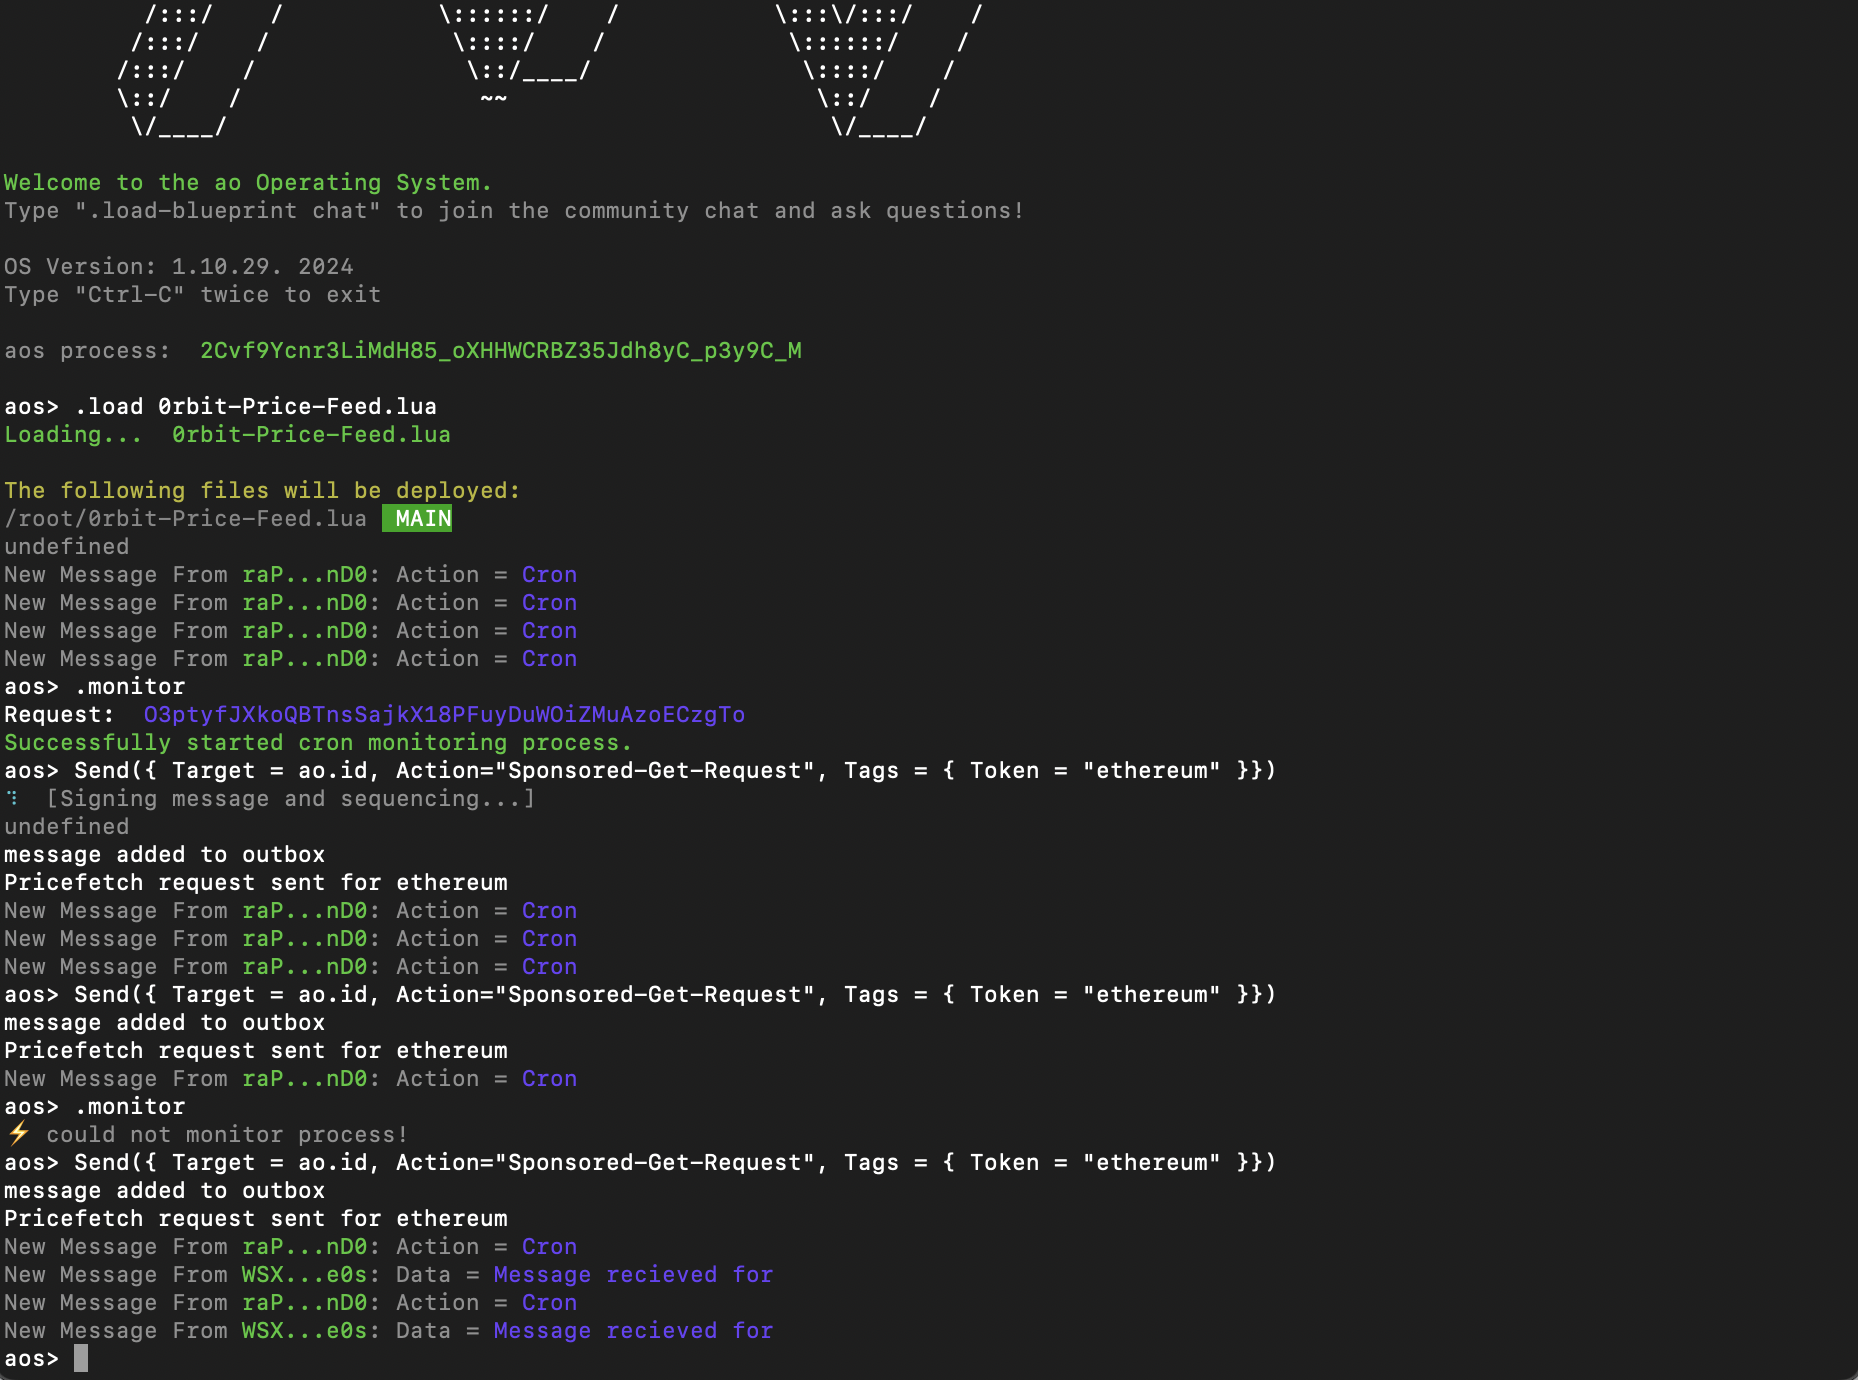 /:::/    /           \::::::/    /           \:::\/:::/    /
/:::/    /             \::::/    /             \::::::/    /
/:::/    /               \::/____/               \::::/    /
\::/    /                 ~~                      \::/    /
\/____/                                           \/____/
Welcome to the ao Operating System.
Type ".load-blueprint chat" to join the community chat and ask questions!
OS Version: 1.10.29. 2024
Type "Ctrl-C" twice to exit
aos process:  2Cvf9Ycnr3LiMdH85_oXHHWCRBZ35Jdh8yC_p3y9C_M
aos> .load 0rbit-Price-Feed.lua
Loading...  0rbit-Price-Feed.lua
The following files will be deployed:
/root/0rbit-Price-Feed.lua  MAIN
undefined
New Message From raP...nD0: Action = Cron
New Message From raP...nD0: Action = Cron
New Message From raP...nD0: Action = Cron
New Message From raP...nD0: Action = Cron
aos> .monitor
Request:  O3ptyfJXkoQBTnsSajkX18PFuyDuWOiZMuAzoECzgTo
Successfully started cron monitoring process.
aos> Send({ Target = ao.id, Action="Sponsored-Get-Request", Tags = { Token = "ethereum" }})
⠹  [Signing message and sequencing...]
undefined
message added to outbox
Pricefetch request sent for ethereum
New Message From raP...nD0: Action = Cron
New Message From raP...nD0: Action = Cron
New Message From raP...nD0: Action = Cron
aos> Send({ Target = ao.id, Action="Sponsored-Get-Request", Tags = { Token = "ethereum" }})
message added to outbox
Pricefetch request sent for ethereum
New Message From raP...nD0: Action = Cron
aos> .monitor
⚡ could not monitor process!
aos> Send({ Target = ao.id, Action="Sponsored-Get-Request", Tags = { Token = "ethereum" }})
message added to outbox
Pricefetch request sent for ethereum
New Message From raP...nD0: Action = Cron
New Message From WSX...e0s: Data = Message recieved for
New Message From raP...nD0: Action = Cron
New Message From WSX...e0s: Data = Message recieved for
aos>